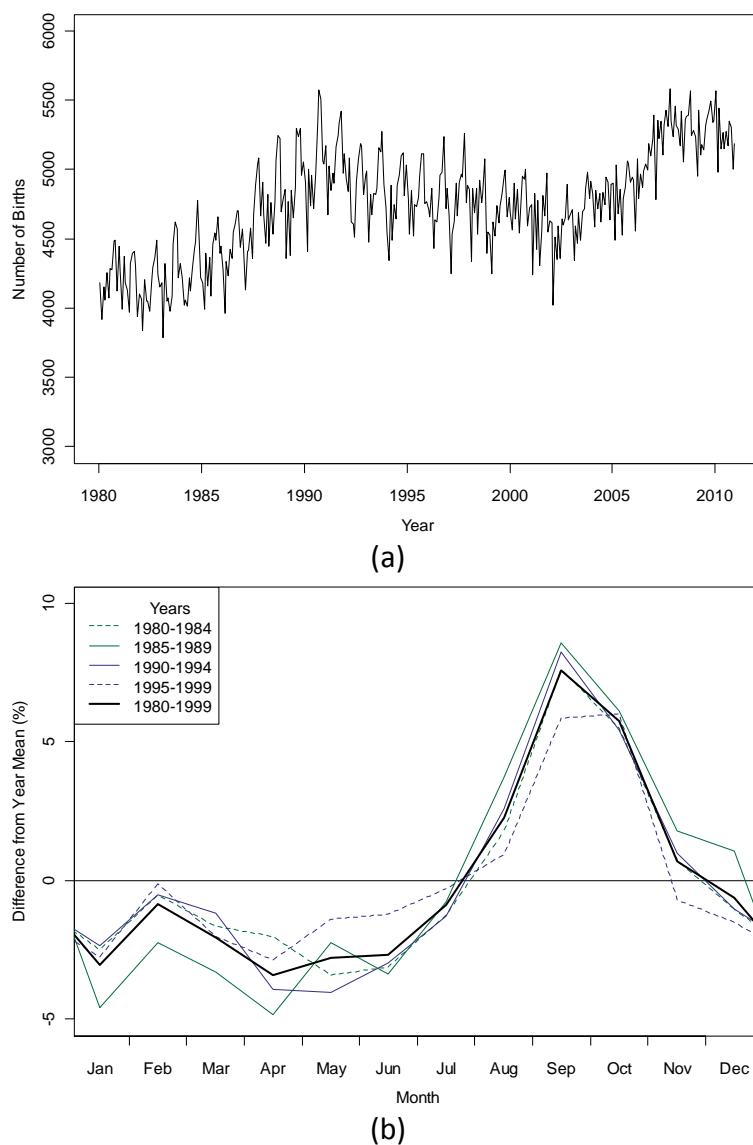 6000
5500
5000
4500
4000
3500
3000
Number of Births
1980 1985 1990 1995 2000 2005 2010
Year
(a)
10
5
0
-5
Difference from Year Mean (%)
Years
1980-1984
1985-1989
1990-1994
1995-1999
1980-1999
Jan Feb Mar Apr May Jun Jul Aug Sep Oct Nov Dec
Month
(b)